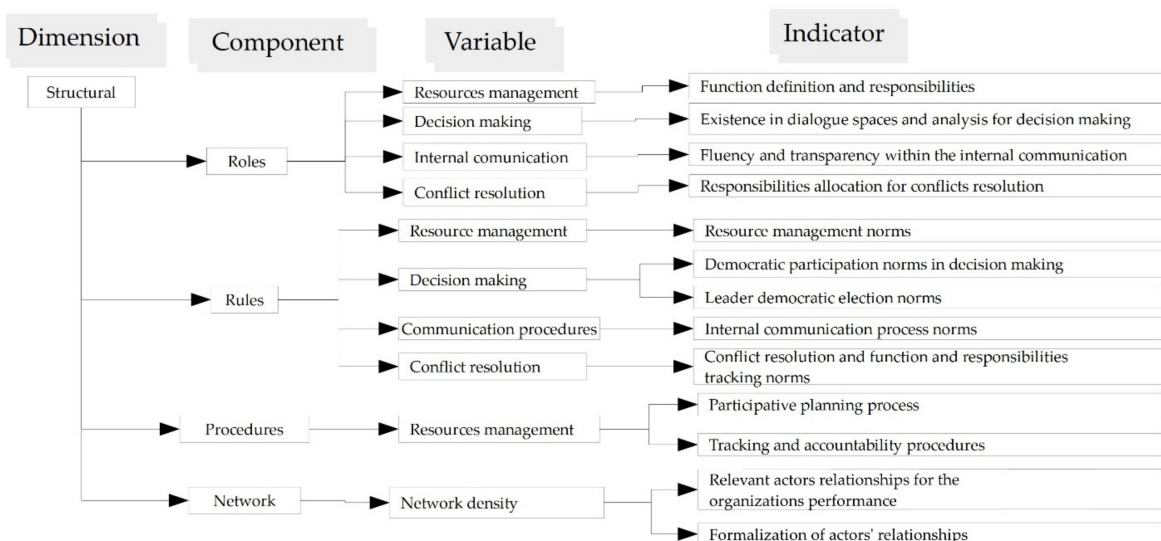 Dimension
Component
Variable
Indicator
Structural
Roles
Resources management
Function definition and responsibilities
Decision making
Existence in dialogue spaces and analysis for decision making
Internal comunication
Fluency and transparency within the internal communication
Conflict resolution
Responsibilities allocation for conflicts resolution
Rules
Resource management
Resource management norms
Decision making
Democratic participation norms in decision making
Leader democratic election norms
Communication procedures
Internal communication process norms
Conflict resolution
Conflict resolution and function and responsibilities
tracking norms
Procedures
Resources management
Participative planning process
Tracking and accountability procedures
Network
Network density
Relevant actors relationships for the
organizations performance
Formalization of actors' relationships